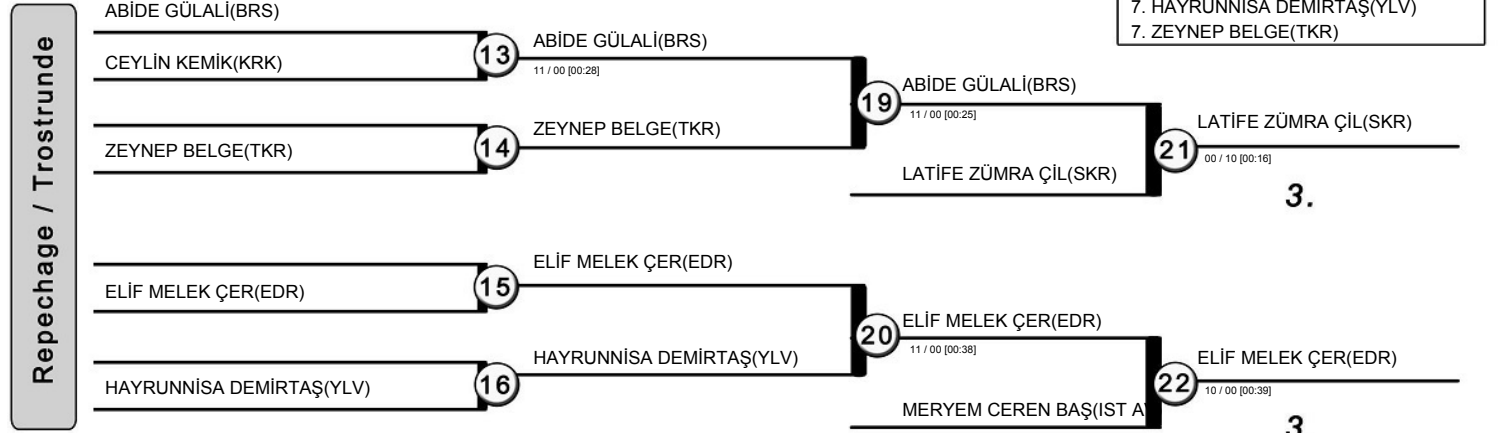 Repechage / Trostrunde
ABİDE GÜLALİ(BRS)
CEYLİN KEMİK(KRK)
13
ABİDE GÜLALİ(BRS)
11 / 00 [00:28]
ZEYNEP BELGE(TKR)
14
ZEYNEP BELGE(TKR)
19
ABİDE GÜLALİ(BRS)
11 / 00 [00:25]
LATİFE ZÜMRA ÇİL(SKR)
21
LATİFE ZÜMRA ÇİL(SKR)
00 / 10 [00:16]
3.
ELİF MELEK ÇER(EDR)
15
ELİF MELEK ÇER(EDR)
HAYRUNNİSA DEMİRTAŞ(YLV)
16
HAYRUNNİSA DEMİRTAŞ(YLV)
20
ELİF MELEK ÇER(EDR)
11 / 00 [00:38]
MERYEM CEREN BAŞ(IST A
22
ELİF MELEK ÇER(EDR)
10 / 00 [00:39]
3
7. HAYRUNNİSA DEMİRTAŞ(YLV)
7. ZEYNEP BELGE(TKR)